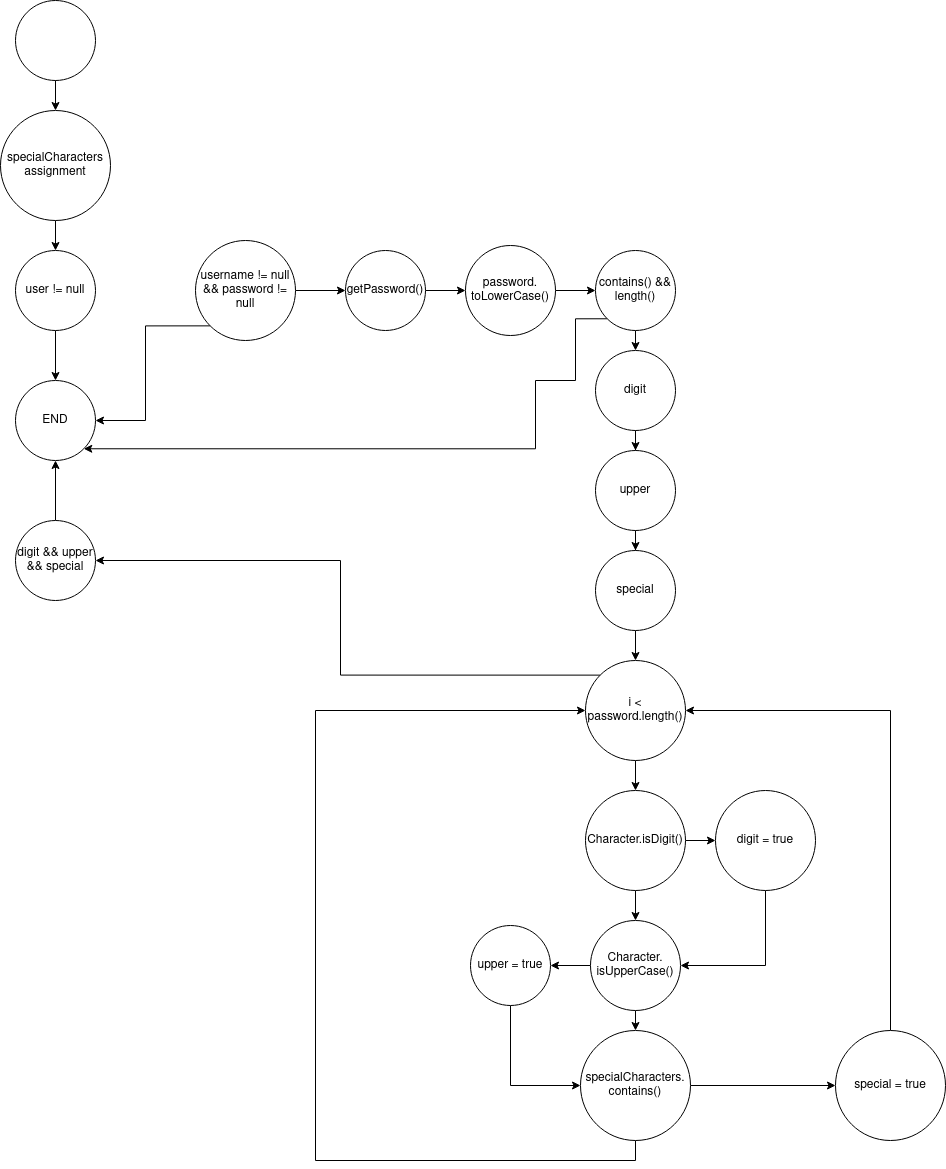 specialCharacters
assignment
user != null
username != null
&& password !=
null
getPassword()
password.
toLowerCase()
contains() &&
length()
END
digit
upper
digit && upper
&& special
special
i <
password.length()
Character.isDigit()
digit = true
upper = true
Character.
isUpperCase()
specialCharacters.
contains()
special = true